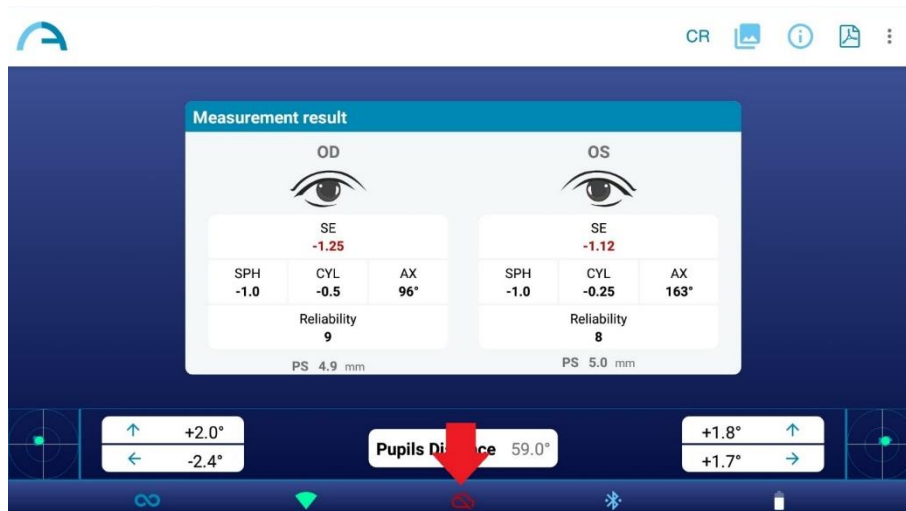 CR
Measurement result
OD OS
SE SE
-1.25 -1.12
SPH CYL AX SPH CYL AX
-1.0 -0.5 96° -1.0 -0.25 163°
Reliability Reliability
9 8
PS 4.9 mm PS 5.0 mm
+2.0° +1.8°
Pupils 59.0°
-2.4° +1.7°